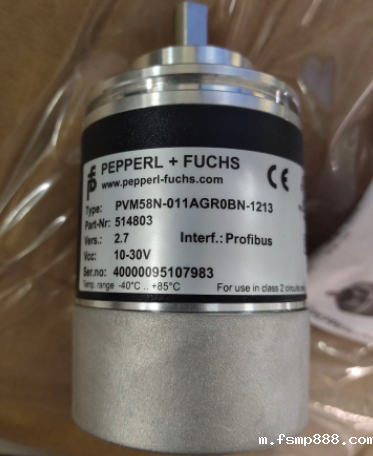 PEPPERL + FUCHS
www.pepperl-fuchs.com
CE
Type: PVM58N-011AGR0BN-1213
Part-Nr: 514803
Vers.: 2.7 Interf.: Profibus
Vcc: 10-30V
Ser.no: 40000095107983
Temp. range -40°C .. +85°C For use in class 2 circuits
m.fsmp888.com